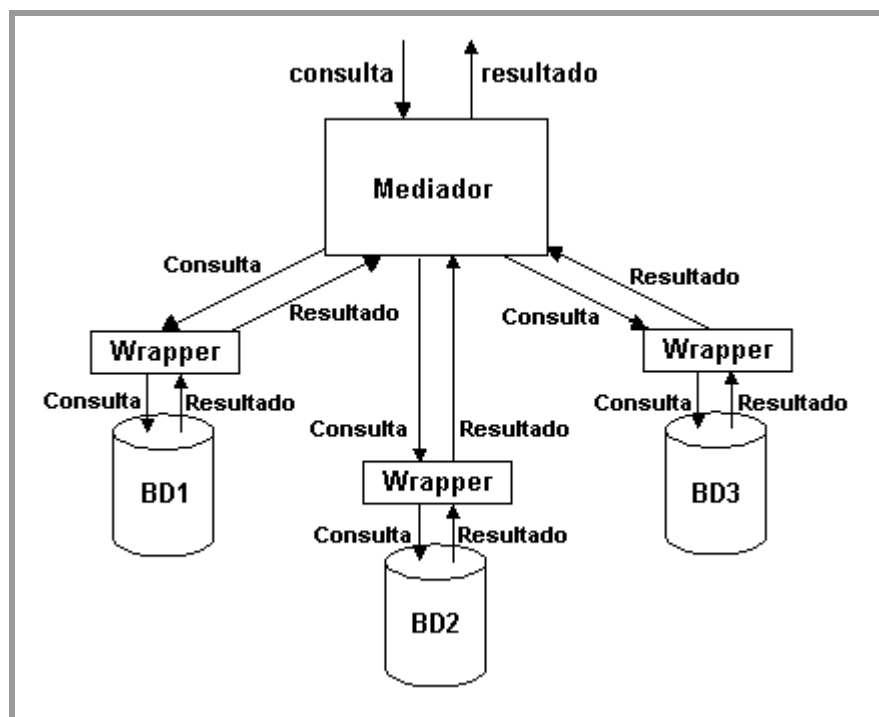 consulta
resultado
Mediador
Consulta
Resultado
Resultado
Consulta
Wrapper
Wrapper
Consulta
Resultado
Consulta
Resultado
Consulta
Resultado
BD1
Wrapper
BD3
Consulta
Resultado
BD2